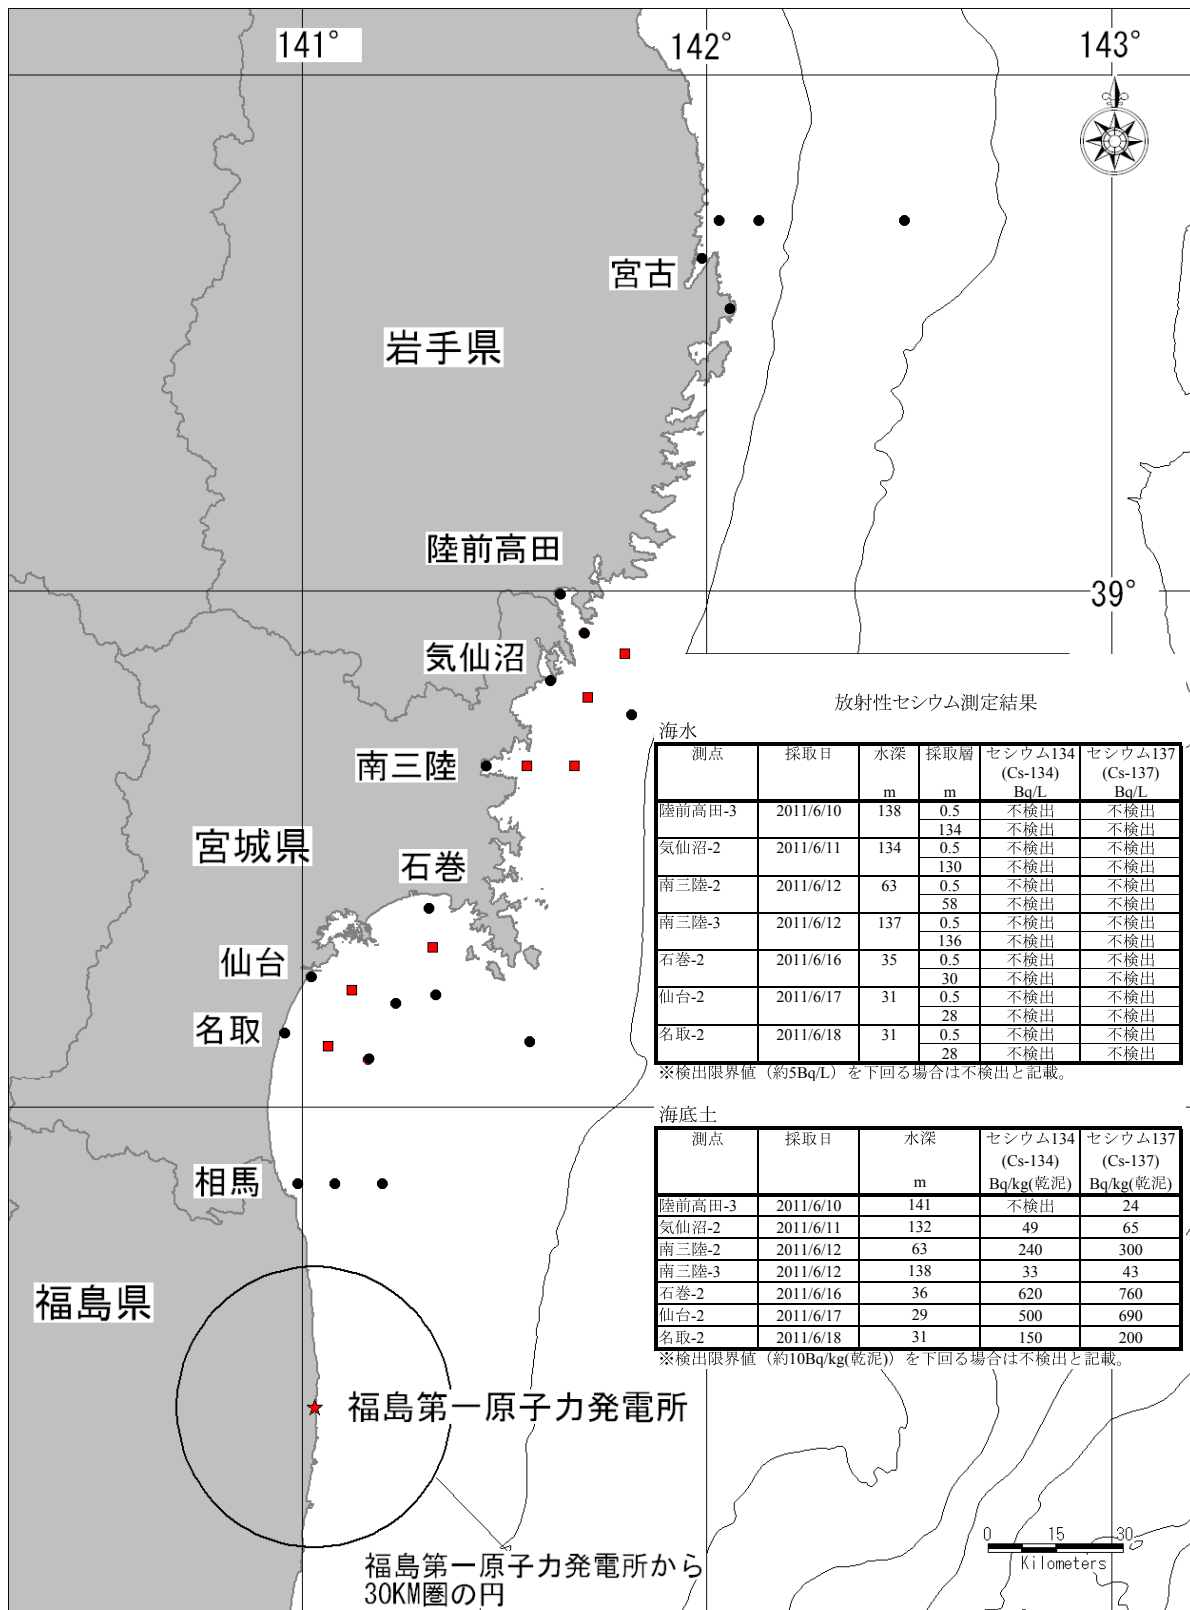 141°
142°
143°
宮古
岩手県
陸前高田
39°
気仙沼
南三陸
宮城県
石巻
仙台
名取
相馬
福島県
福島第一原子力発電所
福島第一原子力発電所から
30KM圏の円
0 15 30
Kilometers
放射性セシウム測定結果
海水
測点 採取日 水深 採取層 セシウム134 セシウム137
(Cs-134) (Cs-137)
m m Bq/L Bq/L
陸前高田-3 2011/6/10 138 0.5 不検出 不検出
134 不検出 不検出
気仙沼-2 2011/6/11 134 0.5 不検出 不検出
130 不検出 不検出
南三陸-2 2011/6/12 63 0.5 不検出 不検出
58 不検出 不検出
南三陸-3 2011/6/12 137 0.5 不検出 不検出
136 不検出 不検出
石巻-2 2011/6/16 35 0.5 不検出 不検出
30 不検出 不検出
仙台-2 2011/6/17 31 0.5 不検出 不検出
28 不検出 不検出
名取-2 2011/6/18 31 0.5 不検出 不検出
28 不検出 不検出
※検出限界値（約5Bq/L）を下回る場合は不検出と記載。
海底土
測点 採取日 水深 セシウム134 セシウム137
(Cs-134) (Cs-137)
m Bq/kg(乾泥) Bq/kg(乾泥)
陸前高田-3 2011/6/10 141 不検出 24
気仙沼-2 2011/6/11 132 49 65
南三陸-2 2011/6/12 63 240 300
南三陸-3 2011/6/12 138 33 43
石巻-2 2011/6/16 36 620 760
仙台-2 2011/6/17 29 500 690
名取-2 2011/6/18 31 150 200
※検出限界値（約10Bq/kg(乾泥)）を下回る場合は不検出と記載。